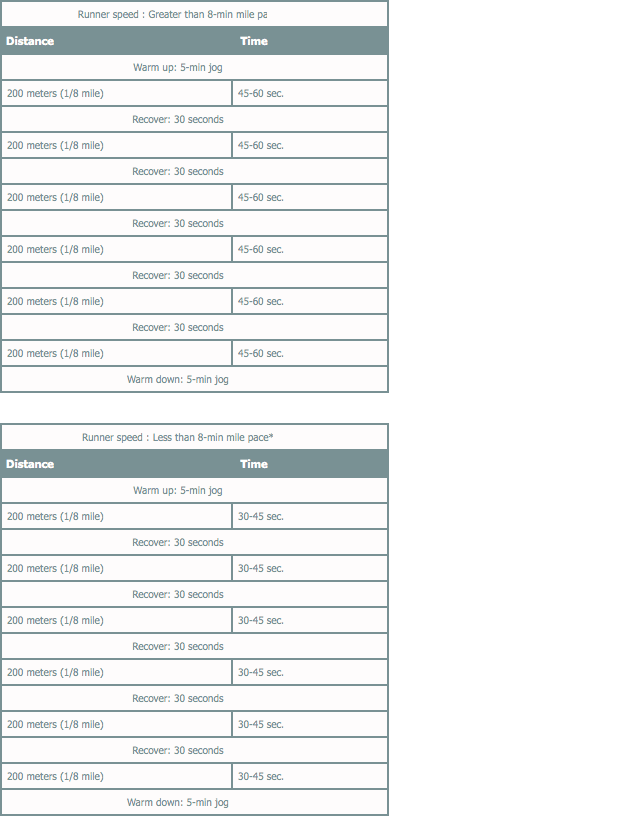 Runner speed : Greater than 8-min mile pa
Distance Time
Warm up: 5-min jog
200 meters (1/8 mile) 45-60 sec.
Recover: 30 seconds
200 meters (1/8 mile) 45-60 sec.
Recover: 30 seconds
200 meters (1/8 mile) 45-60 sec.
Recover: 30 seconds
200 meters (1/8 mile) 45-60 sec.
Recover: 30 seconds
200 meters (1/8 mile) 45-60 sec.
Recover: 30 seconds
200 meters (1/8 mile) 45-60 sec.
Warm down: 5-min jog
Runner speed : Less than 8-min mile pace*
Distance Time
Warm up: 5-min jog
200 meters (1/8 mile) 30-45 sec.
Recover: 30 seconds
200 meters (1/8 mile) 30-45 sec.
Recover: 30 seconds
200 meters (1/8 mile) 30-45 sec.
Recover: 30 seconds
200 meters (1/8 mile) 30-45 sec.
Recover: 30 seconds
200 meters (1/8 mile) 30-45 sec.
Recover: 30 seconds
200 meters (1/8 mile) 30-45 sec.
Warm down: 5-min jog